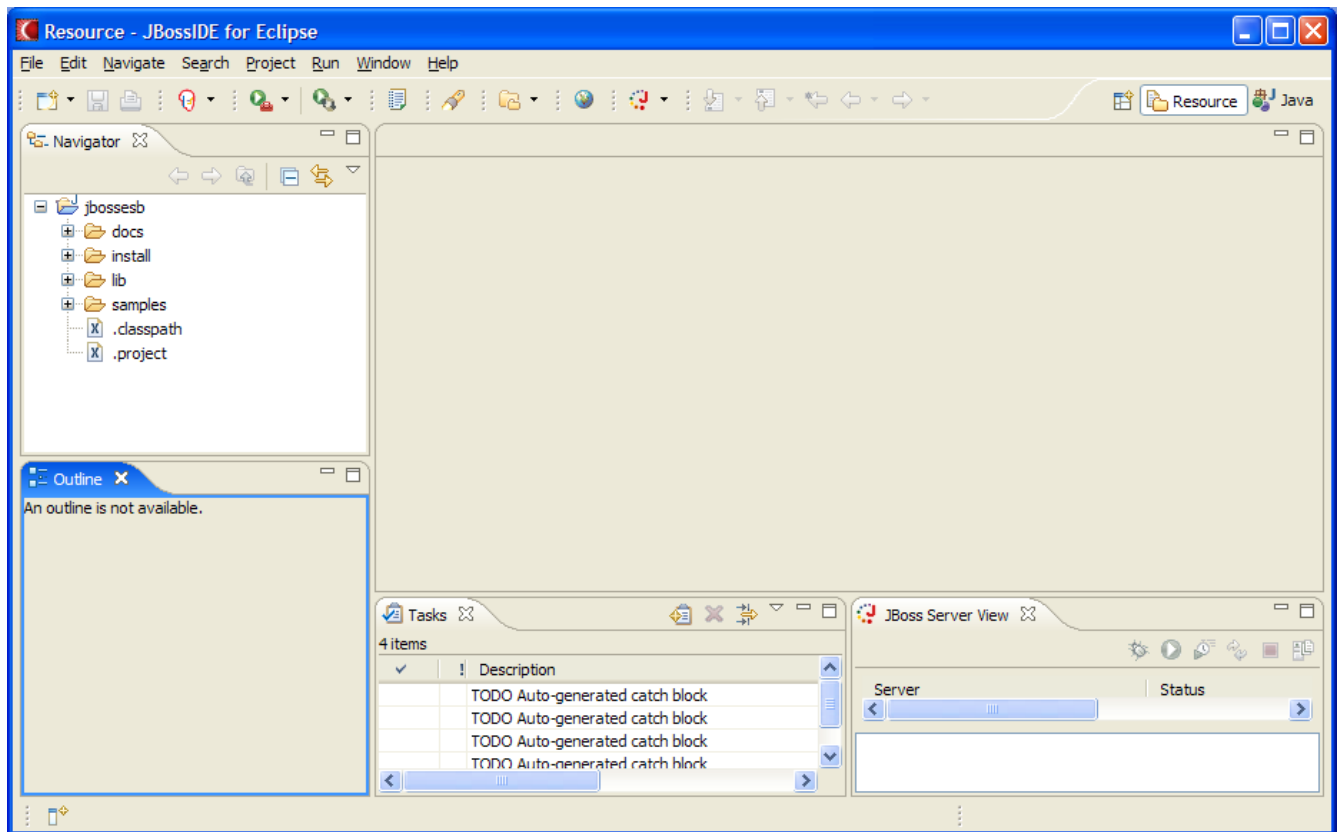 Resource - JBossIDE for Eclipse
File Edit Navigate Search Project Run Window Help
Resource Java
Navigator
jbossesb
docs
install
lib
samples
.classpath
.project
Outline
An outline is not available.
Tasks
4 items
! Description
TODO Auto-generated catch block
TODO Auto-generated catch block
TODO Auto-generated catch block
TODO Auto-generated catch block
JBoss Server View
Server Status